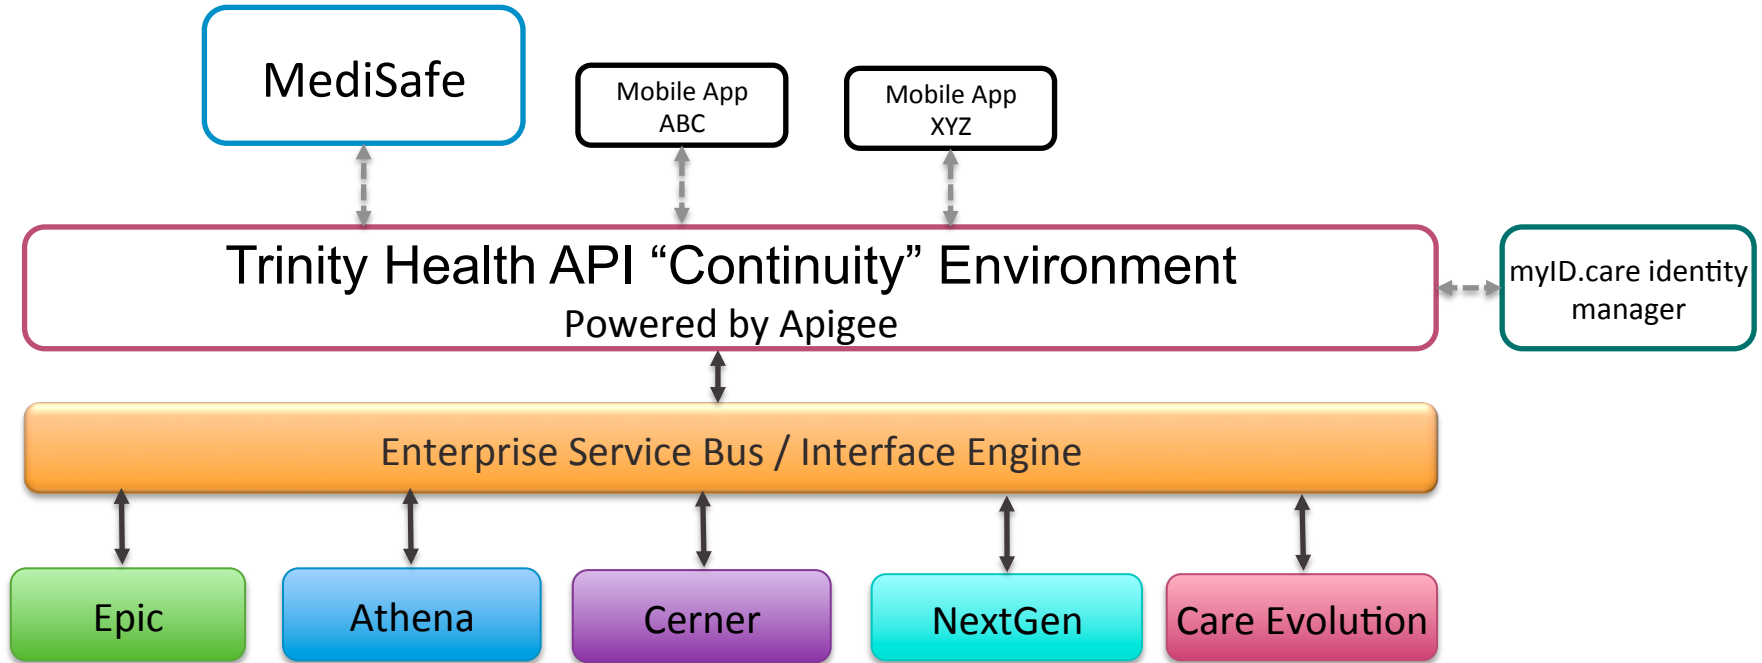 MediSafe
Mobile App
ABC
Mobile App
XYZ
Trinity Health API “Continuity” Environment
Powered by Apigee
myID.care identity
manager
Enterprise Service Bus / Interface Engine
Epic
Athena
Cerner
NextGen
Care Evolution